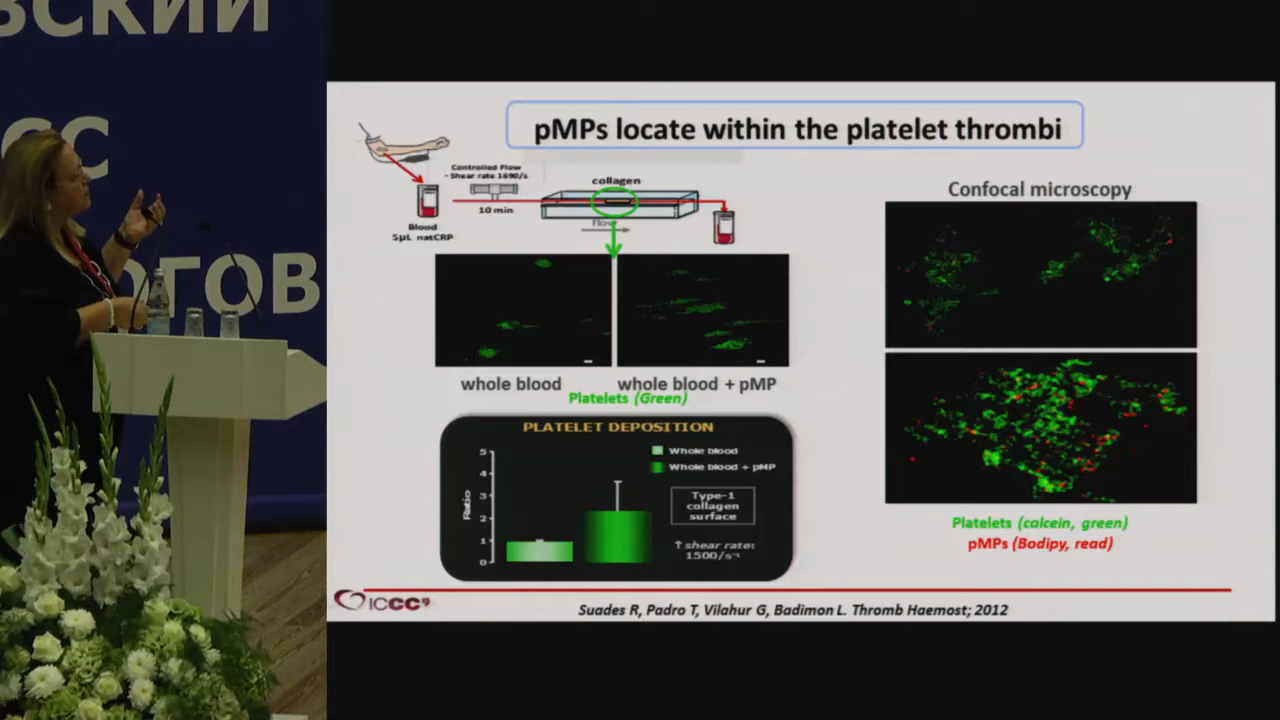 ВСКИЙ
СС
ОГОВ
pMPs locate within the platelet thrombi
Controlled Flow
- Shear rate 1690/s
10 min
Blood
5µL natCRP
collagen
flow
whole blood
whole blood + pMP
Platelets (Green)
PLATELET DEPOSITION
Ratio
5
4
3
2
1
0
Whole blood
Whole blood + pMP
Type-1
collagen
surface
↑ shear rate:
1500/s⁻¹
Confocal microscopy
Platelets (calcein, green)
pMPs (Bodipy, read)
ICCC
Suades R, Padro T, Vilahur G, Badimon L. Thromb Haemost; 2012